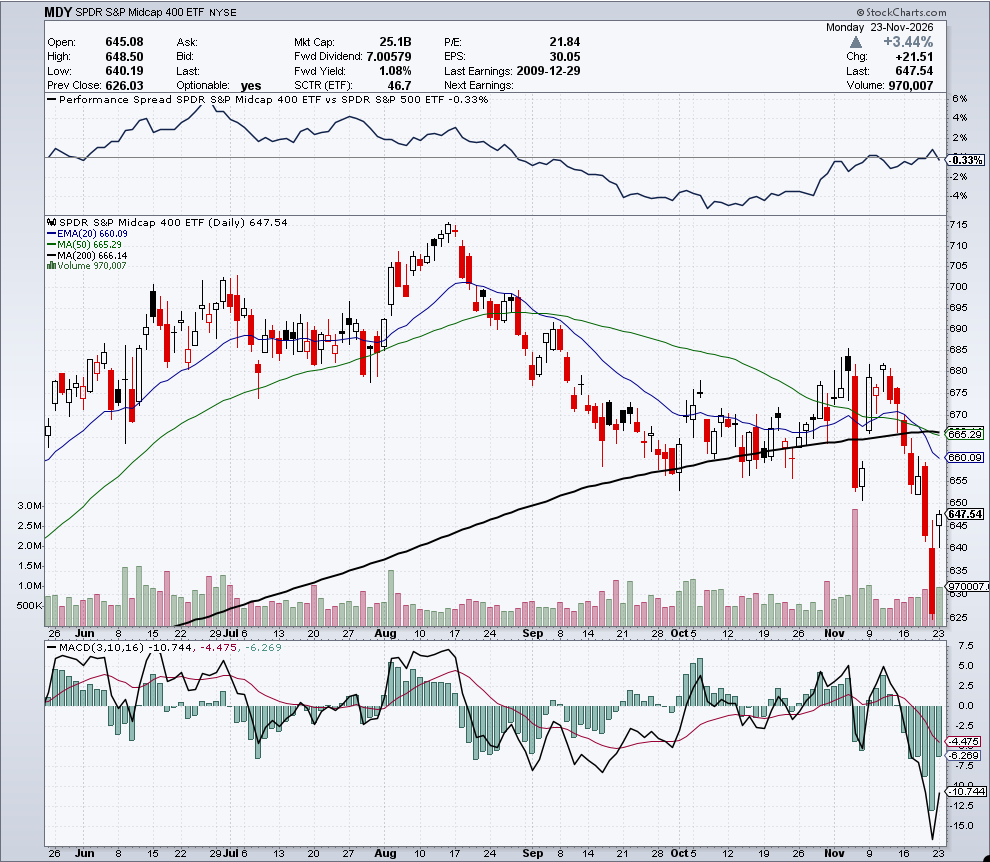 MDY SPDR S&P Midcap 400 ETF NYSE © StockCharts.com
Monday 23-Nov-2026
Open: 645.08 Ask: Mkt Cap: 25.1B P/E: 21.84 +3.44%
High: 648.50 Bid: Fwd Dividend: 7.00579 EPS: 30.05 Chg: +21.51
Low: 640.19 Last: Fwd Yield: 1.08% Last Earnings: 2009-12-29 Last: 647.54
Prev Close: 626.03 Optionable: yes SCTR (ETF): 46.7 Next Earnings: Volume: 970,007
Performance Spread SPDR S&P Midcap 400 ETF vs SPDR S&P 500 ETF -0.33%
6%
4%
2%
-0.33%
-2%
-4%
SPDR S&P Midcap 400 ETF (Daily) 647.54
EMA(20) 660.09
MA(50) 665.29
MA(200) 666.14
Volume 970,007
715
710
705
700
695
690
685
680
675
670
665.29
660.09
655
650
647.54
645
640
635
970007.0
630
625
3.0M
2.5M
2.0M
1.5M
1.0M
500K
26 Jun 8 15 22 29 Jul 6 13 20 27 Aug 10 17 24 Sep 8 14 21 28 Oct 5 12 19 26 Nov 9 16 23
MACD(3,10,16) -10.744, -4.475, -6.269
7.5
5.0
2.5
0.0
-2.5
-4.475
-6.269
-7.5
-10.744
-12.5
-15.0
26 Jun 8 15 22 29 Jul 6 13 20 27 Aug 10 17 24 Sep 8 14 21 28 Oct 5 12 19 26 Nov 9 16 23